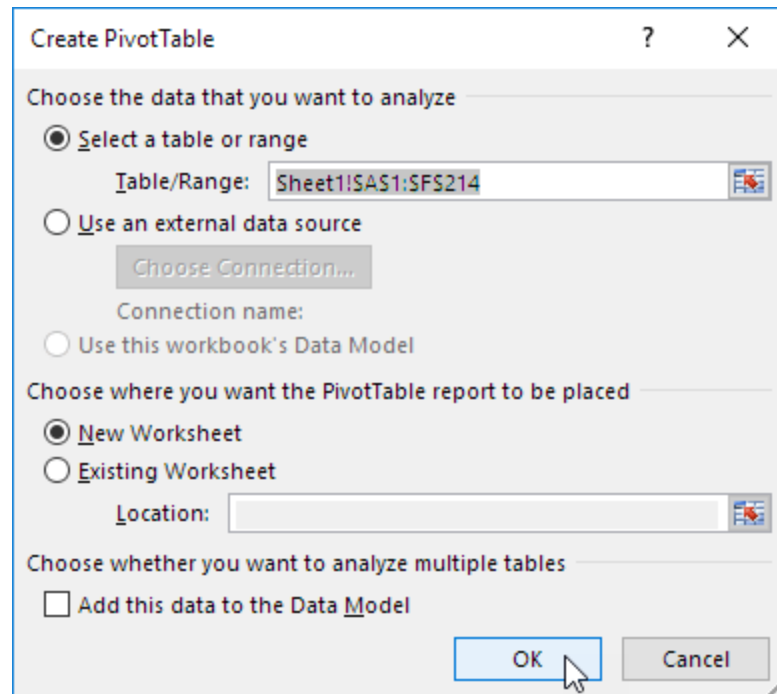 Create PivotTable ?
Choose the data that you want to analyze
Select a table or range
Table/Range: Sheet1!$A$1:$F$214
Use an external data source
Choose Connection...
Connection name:
Use this workbook's Data Model
Choose where you want the PivotTable report to be placed
New Worksheet
Existing Worksheet
Location:
Choose whether you want to analyze multiple tables
Add this data to the Data Model
OK Cancel